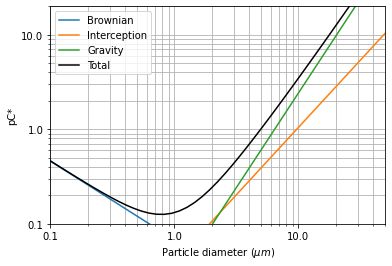 Brownian
Interception
Gravity
Total
10.0
1.0
0.1
pC*
0.1
1.0
10.0
Particle diameter (μm)